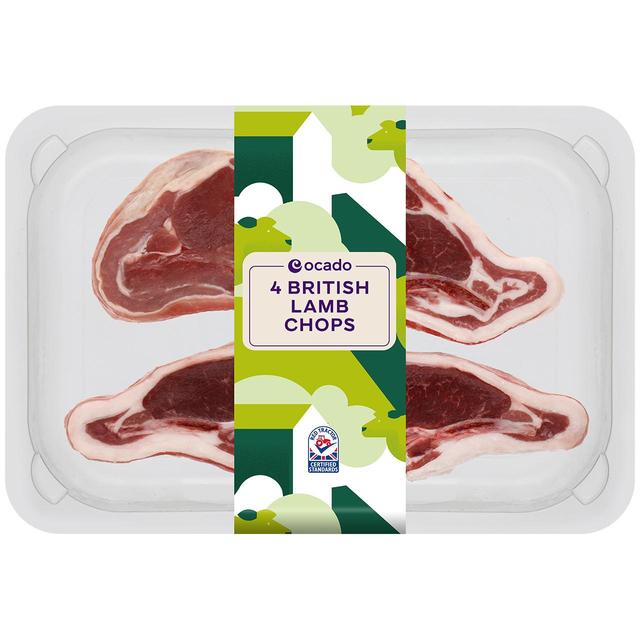 ocado
4 BRITISH
LAMB
CHOPS
RED TRACTOR
CERTIFIED
STANDARDS